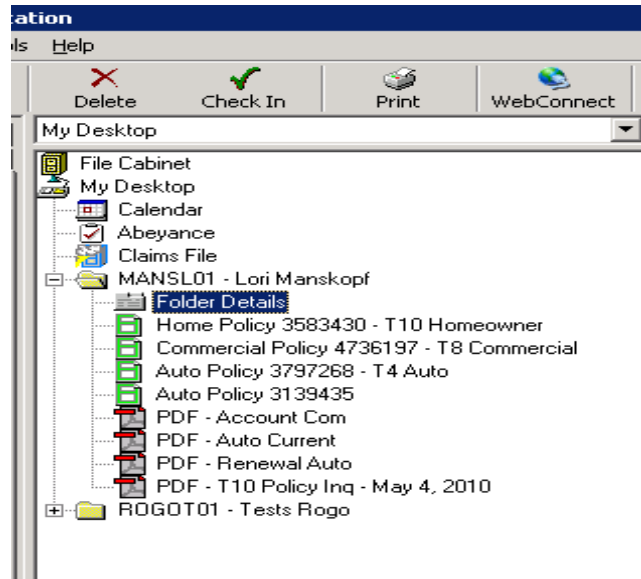 cation
ols Help
Delete Check In Print WebConnect
My Desktop
File Cabinet
My Desktop
Calendar
Abeyance
Claims File
MANSL01 - Lori Manskopf
Folder Details
Home Policy 3583430 - T10 Homeowner
Commercial Policy 4736197 - T8 Commercial
Auto Policy 3797268 - T4 Auto
Auto Policy 3139435
PDF - Account Com
PDF - Auto Current
PDF - Renewal Auto
PDF - T10 Policy Inq - May 4, 2010
ROGOT01 - Tests Rogo